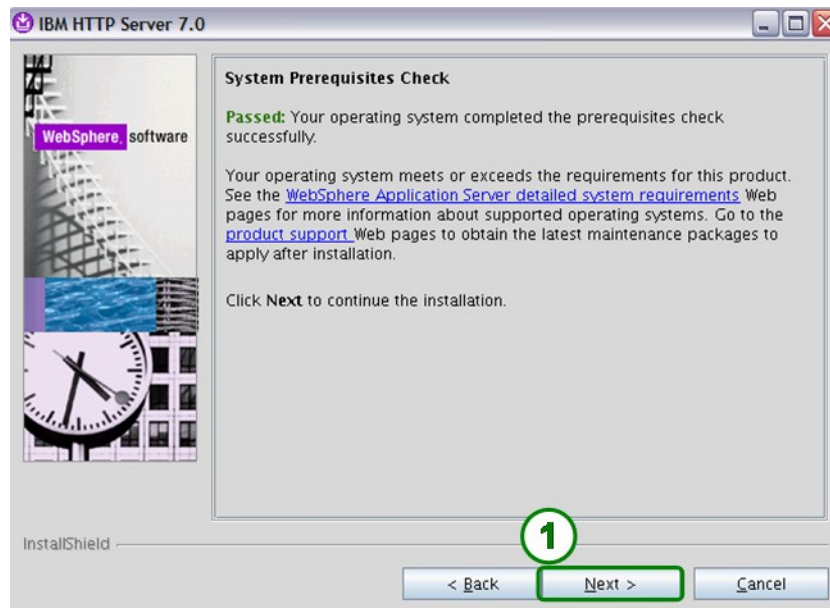 IBM HTTP Server 7.0
WebSphere. software
System Prerequisites Check
Passed: Your operating system completed the prerequisites check
successfully.
Your operating system meets or exceeds the requirements for this product.
See the WebSphere Application Server detailed system requirements Web
pages for more information about supported operating systems. Go to the
product support Web pages to obtain the latest maintenance packages to
apply after installation.
Click Next to continue the installation.
InstallShield
1
< Back
Next >
Cancel